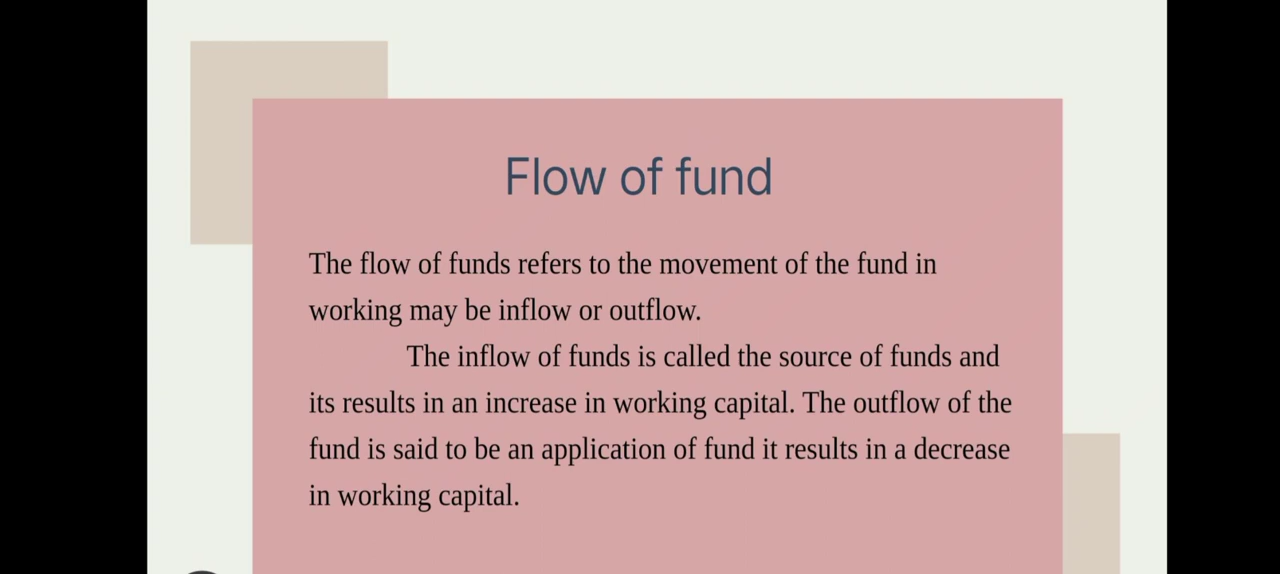 Flow of fund
The flow of funds refers to the movement of the fund in
working may be inflow or outflow.
The inflow of funds is called the source of funds and
its results in an increase in working capital. The outflow of the
fund is said to be an application of fund it results in a decrease
in working capital.